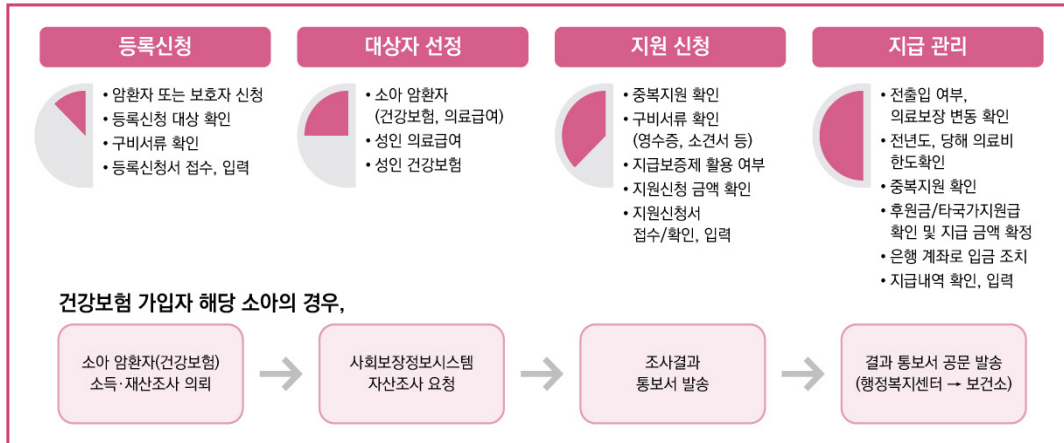 등록신청
• 암환자 또는 보호자 신청
• 등록신청 대상 확인
• 구비서류 확인
• 등록신청서 접수, 입력
대상자 선정
• 소아 암환자
(건강보험, 의료급여)
• 성인 의료급여
• 성인 건강보험
지원 신청
• 중복지원 확인
• 구비서류 확인
(영수증, 소견서 등)
• 지급보증제 활용 여부
• 지원신청 금액 확인
• 지원신청서
접수/확인, 입력
지급 관리
• 전출입 여부,
의료보장 변동 확인
• 전년도, 당해 의료비
한도확인
• 중복지원 확인
• 후원금/타국가지원급
확인 및 지급 금액 확정
• 은행 계좌로 입금 조치
• 지급내역 확인, 입력
건강보험 가입자 해당 소아의 경우,
소아 암환자(건강보험)
소득·재산조사 의뢰
사회보장정보시스템
자산조사 요청
조사결과
통보서 발송
결과 통보서 공문 발송
(행정복지센터 → 보건소)